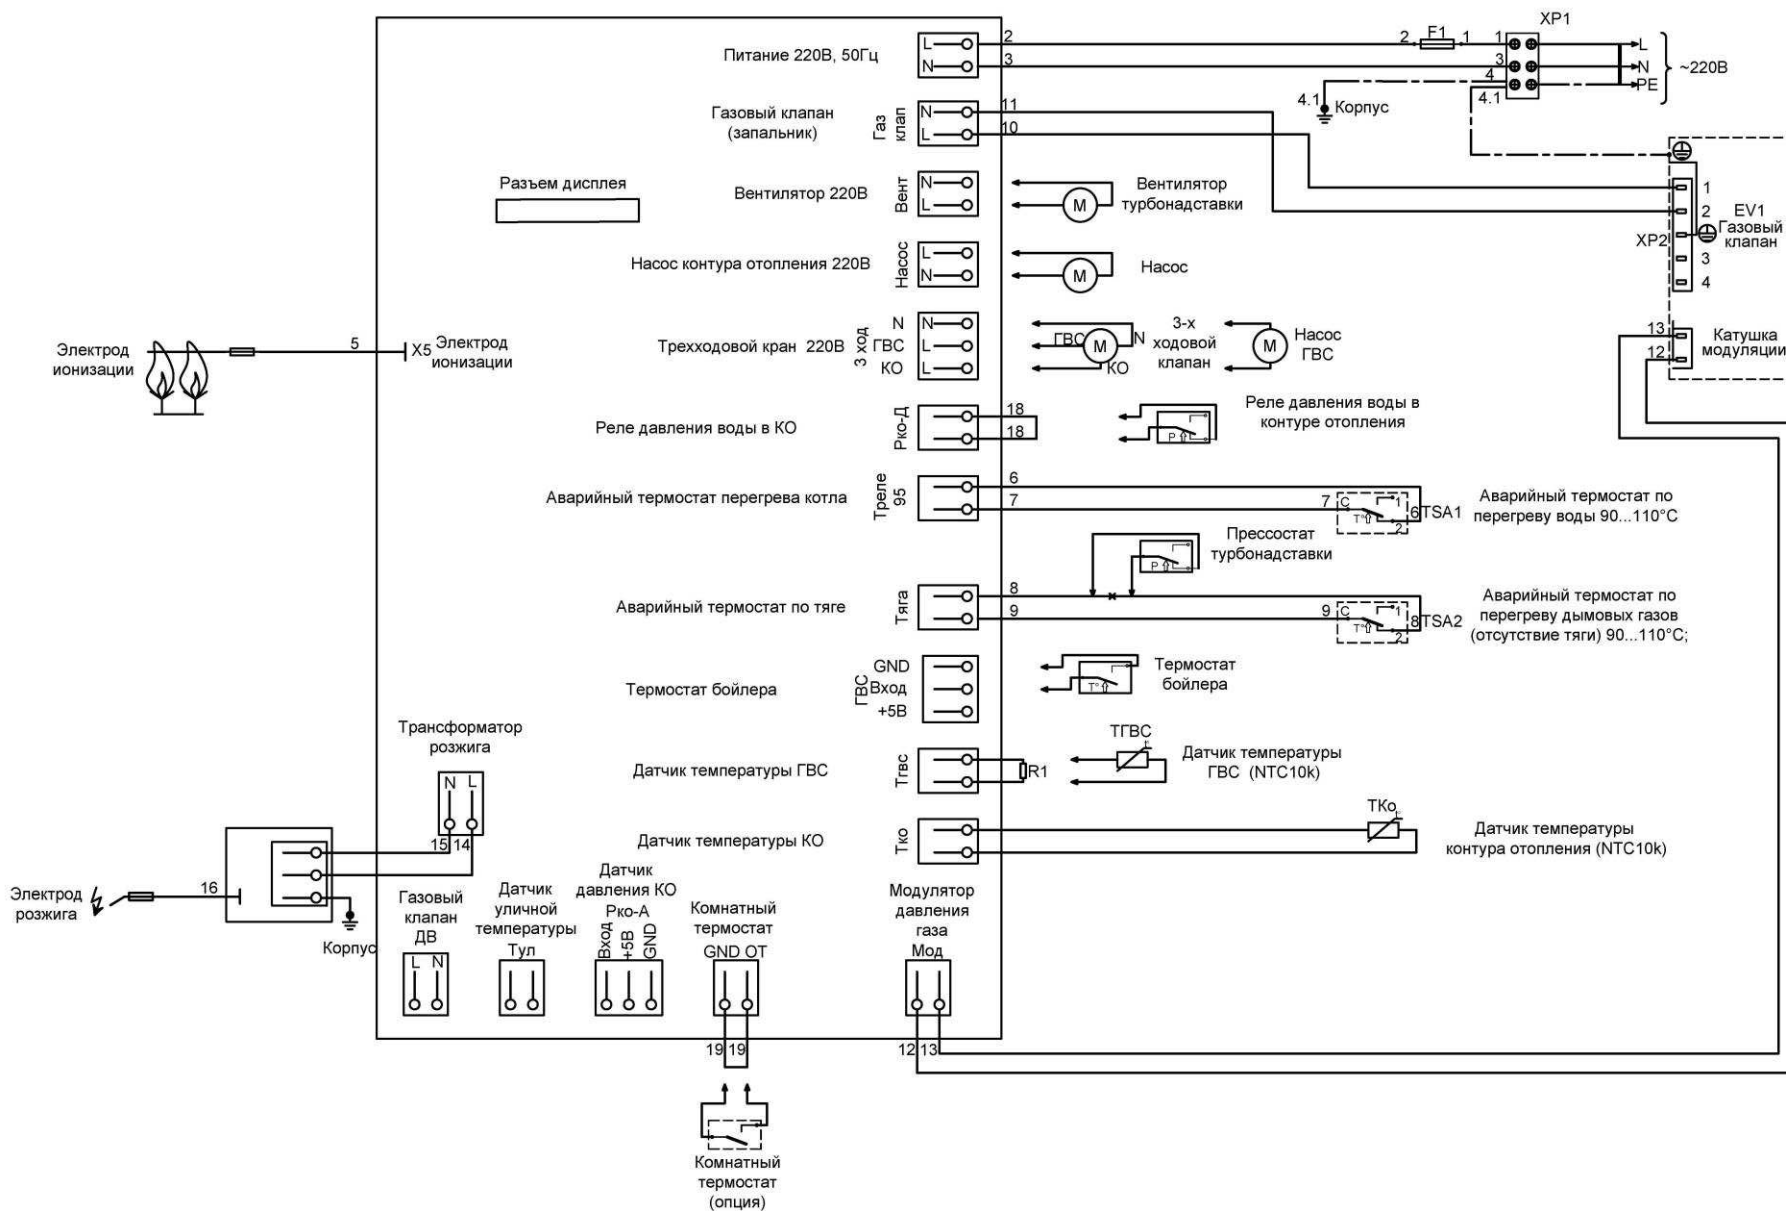 XP1
Питание 220В, 50Гц
L
N
2
3
2
F1
1
1
3
4
4.1
L
N
PE
~220В
4.1
Корпус
Газовый клапан
(запальник)
Газ
клап
N
L
11
10
Разъем дисплея
Вентилятор 220В
Вент
N
L
M
Вентилятор
турбонадставки
1
2
3
4
XP2
EV1
Газовый
клапан
Насос контура отопления 220В
Насос
L
N
M
Насос
Электрод
ионизации
5
X5
Электрод
ионизации
Трехходовой кран 220В
3 ход
N
ГВС
КО
N
L
L
ГВС
M
N
КО
3-х
ходовой
клапан
M
Насос
ГВС
13
12
Катушка
модуляции
Реле давления воды в КО
Рко-Д
18
18
P
Реле давления воды в
контуре отопления
Аварийный термостат перегрева котла
Треле
95
6
7
7
C
T°
1
2
6
TSA1
Аварийный термостат по
перегреву воды 90...110°С
P
Прессостат
турбонадставки
Аварийный термостат по тяге
Тяга
8
9
9
C
T°
1
2
8
TSA2
Аварийный термостат по
перегреву дымовых газов
(отсутствие тяги) 90...110°С;
Термостат бойлера
ГВС
GND
Вход
+5В
T°
Термостат
бойлера
Трансформатор
розжига
N
L
15
14
Датчик температуры ГВС
Тгвс
R1
ТГВС
t
Датчик температуры
ГВС (NTC10k)
Датчик температуры КО
Тко
ТКо
t
Датчик температуры
контура отопления (NTC10k)
Электрод
розжига
16
Корпус
Газовый
клапан
ДВ
L
N
Датчик
уличной
температуры
Тул
Датчик
давления КО
Рко-А
Вход
+5В
GND
Комнатный
термостат
GND ОТ
Модулятор
давления
газа
Мод
19
19
12
13
Комнатный
термостат
(опция)